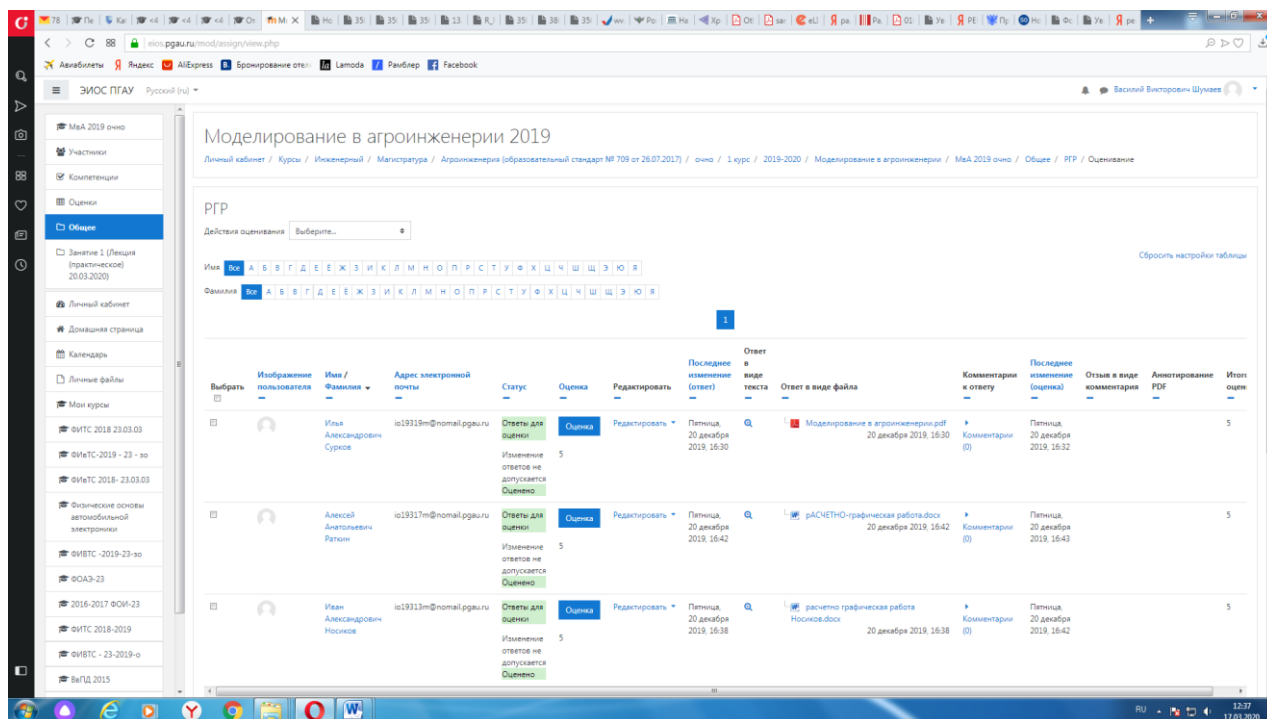 eios.pgau.ru/mod/assign/view.php
Авиабилеты Яндекс AliExpress Бронирование отел Lamoda Рамблер Facebook
ЭИОС ПГАУ Русский (ru)
Василий Викторович Шумаев
МвА 2019 очно
Участники
Компетенции
Оценки
Общее
Занятие 1 (Лекция
(практическое)
20.03.2020)
Личный кабинет
Домашняя страница
Календарь
Личные файлы
Мои курсы
ФИТС 2018 23.03.03
ФИвТС-2019 - 23 - зо
ФИвТС 2018- 23.03.03
Физические основы
автомобильной
электроники
ФИВТС -2019-23-зо
ФОАЭ-23
2016-2017 ФОИ-23
ФИТС 2018-2019
ФИВТС - 23-2019-о
ВвПД 2015
Моделирование в агроинженерии 2019
Личный кабинет / Курсы / Инженерный / Магистратура / Агроинженерия (образовательный стандарт № 709 от 26.07.2017) / очно / 1 курс / 2019-2020 / Моделирование в агроинженерии / МвА 2019 очно / Общее / РГР / Оценивание
РГР
Действия оценивания Выберите...
Сбросить настройки таблицы
Имя Все А Б В Г Д Е Ё Ж З И К Л М Н О П Р С Т У Ф Х Ц Ч Ш Щ Э Ю Я
Фамилия Все А Б В Г Д Е Ё Ж З И К Л М Н О П Р С Т У Ф Х Ц Ч Ш Щ Э Ю Я
1
Выбрать
Изображение
пользователя
Имя /
Фамилия
Адрес электронной
почты
Статус
Оценка
Редактировать
Последнее
изменение
(ответ)
Ответ
в
виде
текста
Ответ в виде файла
Комментарии
к ответу
Последнее
изменение
(оценка)
Отзыв в виде
комментария
Аннотирование
PDF
Итого
оцен
Илья
Александрович
Сурков
io19319m@nomail.pgau.ru
Ответы для
оценки
Изменение
ответов не
допускается
Оценено
Оценка
5
Редактировать
Пятница,
20 декабря
2019, 16:30
Моделирование в агроинженерии.pdf
20 декабря 2019, 16:30
Комментарии
(0)
Пятница,
20 декабря
2019, 16:32
5
Алексей
Анатольевич
Раткин
io19317m@nomail.pgau.ru
Ответы для
оценки
Изменение
ответов не
допускается
Оценено
Оценка
5
Редактировать
Пятница,
20 декабря
2019, 16:42
рАСЧЕТНО-графическая работа.docx
20 декабря 2019, 16:42
Комментарии
(0)
Пятница,
20 декабря
2019, 16:43
5
Иван
Александрович
Носиков
io19313m@nomail.pgau.ru
Ответы для
оценки
Изменение
ответов не
допускается
Оценено
Оценка
5
Редактировать
Пятница,
20 декабря
2019, 16:38
расчетно графическая работа
Носиков.docx
20 декабря 2019, 16:38
Комментарии
(0)
Пятница,
20 декабря
2019, 16:42
5
RU
12:37
17.03.2020